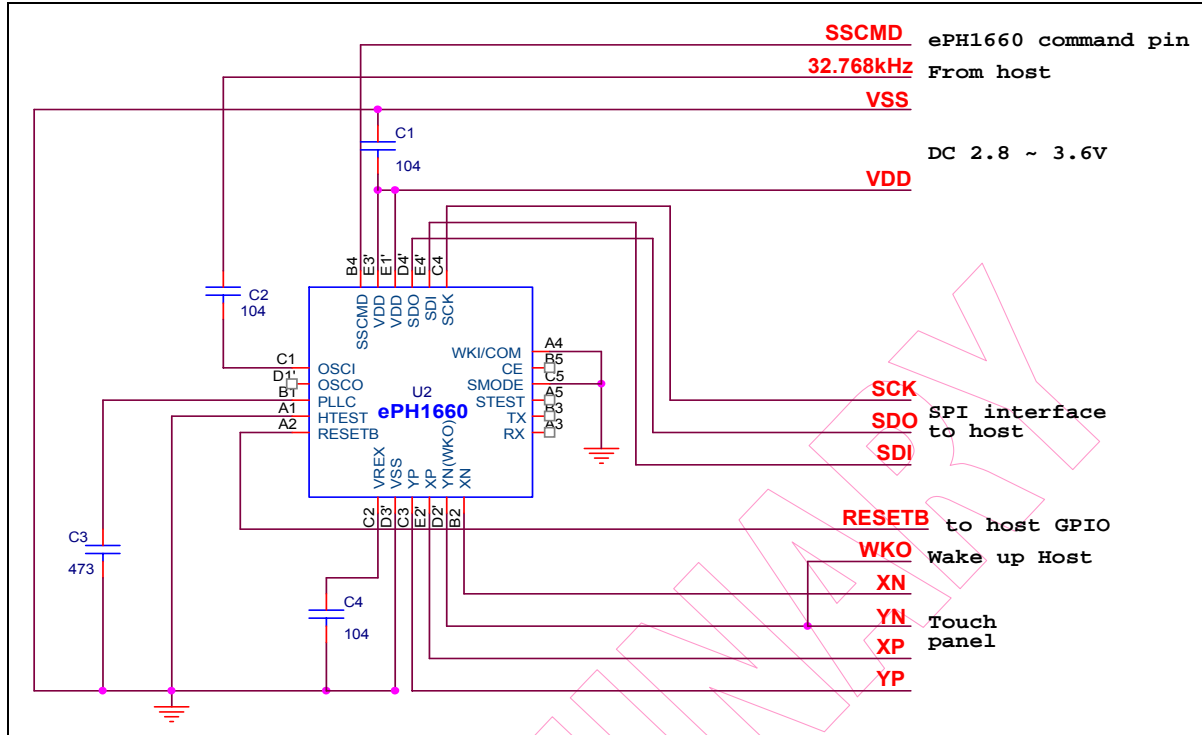 SSCMD ePH1660 command pin
32.768kHz From host
VSS
C1
104
DC 2.8 ~ 3.6V
VDD
B4 E3' E1' D4' E4' C4
C2
104
SSCMD VDD VDD SDO SDI SCK
C1 OSCI
D1' OSCO
B1 PLLC
A1 HTEST
A2 RESETB
U2
ePH1660
WKI/COM A4
CE B5
SMODE C5
STEST A5
TX B3
RX A3
VREX VSS YP XP YN(WKO) XN
C2 D3' C3 E2' D2' B2
SCK
SDO SPI interface
to host
SDI
RESETB to host GPIO
WKO Wake up Host
XN
YN Touch
panel
XP
YP
C3
473
C4
104